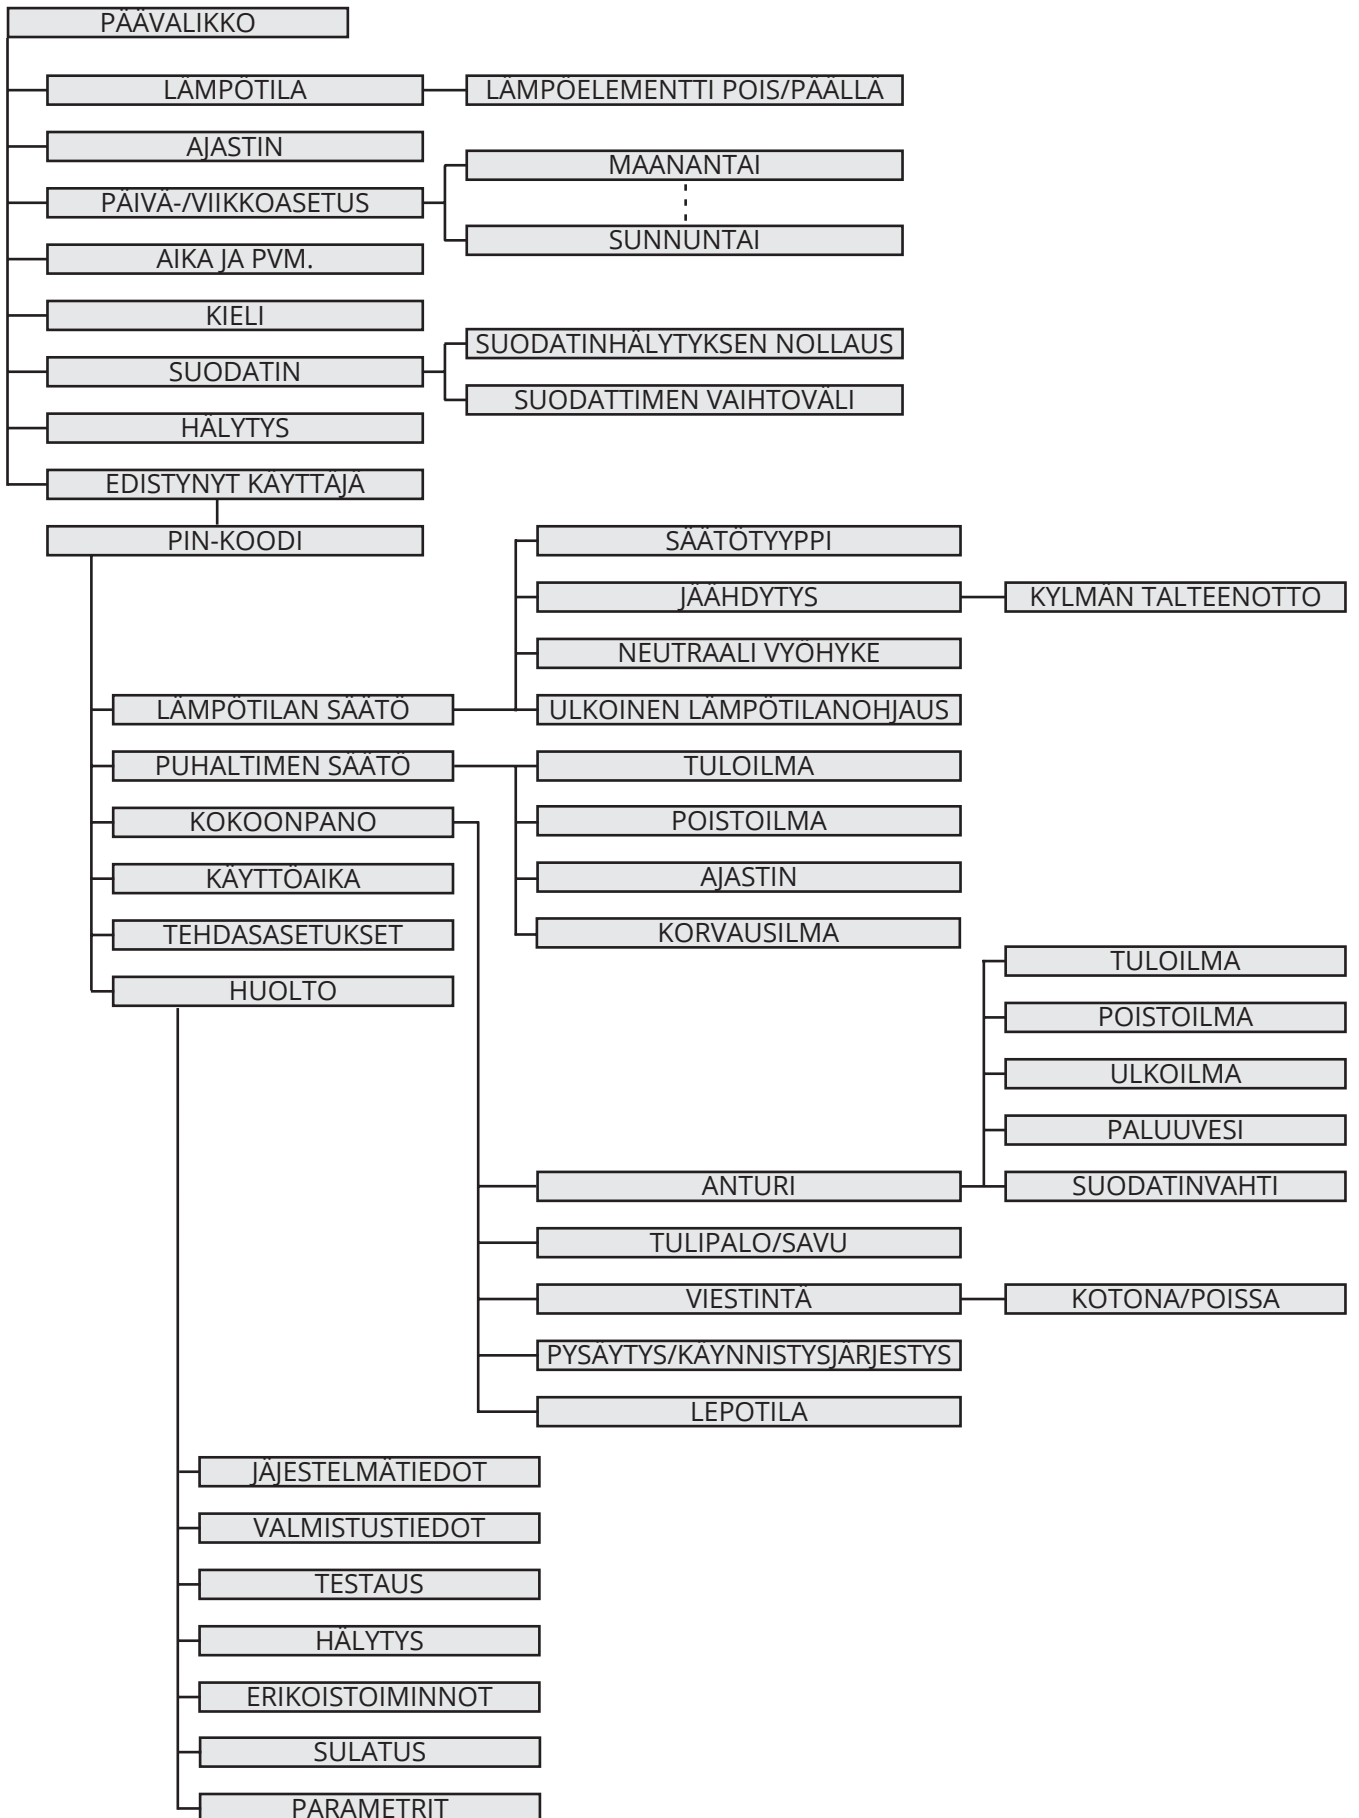 PÄÄVALIKKO
LÄMPÖTILA
LÄMPÖELEMENTTI POIS/PÄÄLLÄ
AJASTIN
MAANANTAI
PÄIVÄ-/VIIKKOASETUS
SUNNUNTAI
AIKA JA PVM.
KIELI
SUODATINHÄLYTYKSEN NOLLAUS
SUODATIN
SUODATTIMEN VAIHTOVÄLI
HÄLYTYS
EDISTYNYT KÄYTTÄJÄ
PIN-KOODI
SÄÄTÖTYYPPI
JÄÄHDYTYS
KYLMÄN TALTEENOTTO
NEUTRAALI VYÖHYKE
LÄMPÖTILAN SÄÄTÖ
ULKOINEN LÄMPÖTILANOHJAUS
PUHALTIMEN SÄÄTÖ
TULOILMA
KOKOONPANO
POISTOILMA
KÄYTTÖAIKA
AJASTIN
TEHDASASETUKSET
KORVAUSILMA
TULOILMA
HUOLTO
POISTOILMA
ULKOILMA
PALUUVESI
ANTURI
SUODATINVAHTI
TULIPALO/SAVU
VIESTINTÄ
KOTONA/POISSA
PYSÄYTYS/KÄYNNISTYSJÄRJESTYS
LEPOTILA
JÄJESTELMÄTIEDOT
VALMISTUSTIEDOT
TESTAUS
HÄLYTYS
ERIKOISTOIMINNOT
SULATUS
PARAMETRIT